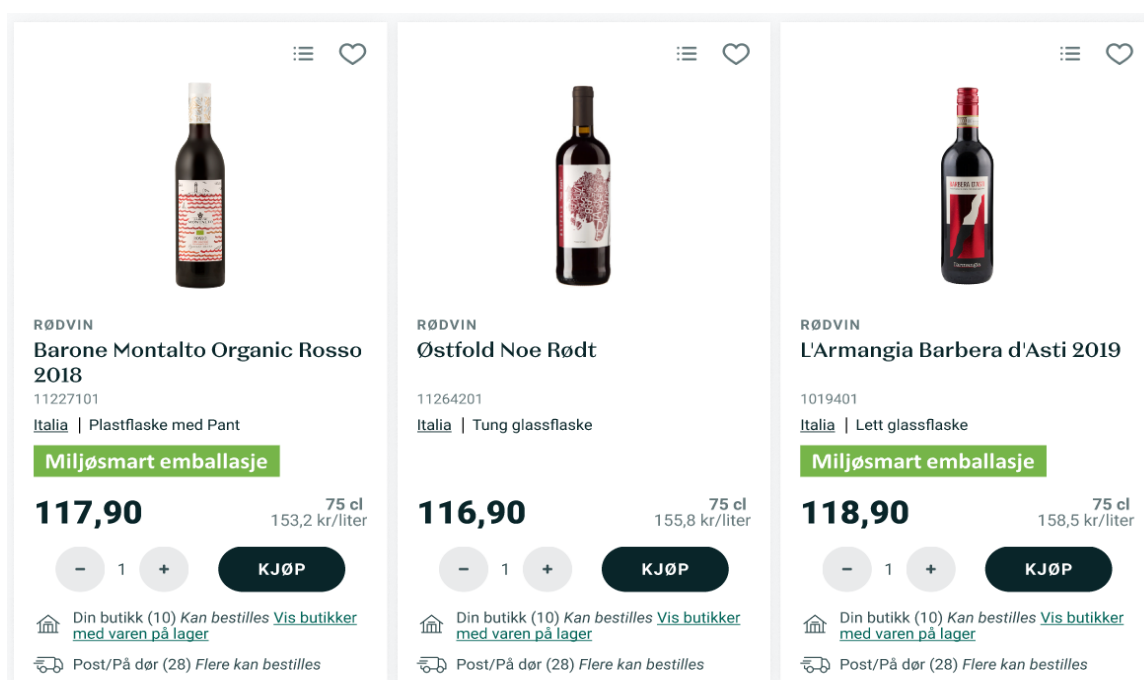 RØDVIN
Barone Montalto Organic Rosso
2018
11227101
Italia | Plastflaske med Pant
Miljøsmart emballasje
117,90
75 cl
153,2 kr/liter
− 1 +
KJØP
Din butikk (10) Kan bestilles Vis butikker
med varen på lager
Post/På dør (28) Flere kan bestilles
RØDVIN
Østfold Noe Rødt
11264201
Italia | Tung glassflaske
116,90
75 cl
155,8 kr/liter
− 1 +
KJØP
Din butikk (10) Kan bestilles Vis butikker
med varen på lager
Post/På dør (28) Flere kan bestilles
BARBERA D'ASTI
L'armangia
RØDVIN
L'Armangia Barbera d'Asti 2019
1019401
Italia | Lett glassflaske
Miljøsmart emballasje
118,90
75 cl
158,5 kr/liter
− 1 +
KJØP
Din butikk (10) Kan bestilles Vis butikker
med varen på lager
Post/På dør (28) Flere kan bestilles